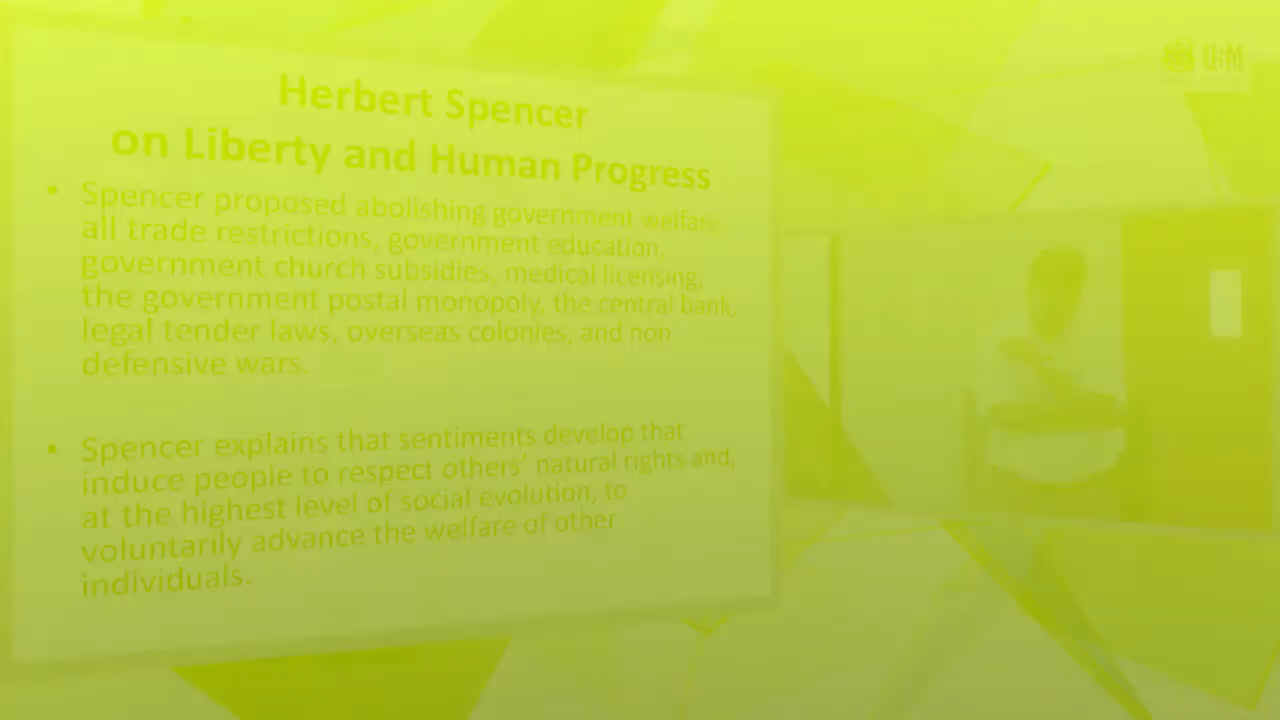 UiM
Herbert Spencer
on Liberty and Human Progress
• Spencer proposed abolishing government welfare,
all trade restrictions, government education,
government church subsidies, medical licensing,
the government postal monopoly, the central bank,
legal tender laws, overseas colonies, and non
defensive wars.
• Spencer explains that sentiments develop that
induce people to respect others' natural rights and,
at the highest level of social evolution, to
voluntarily advance the welfare of other
individuals.